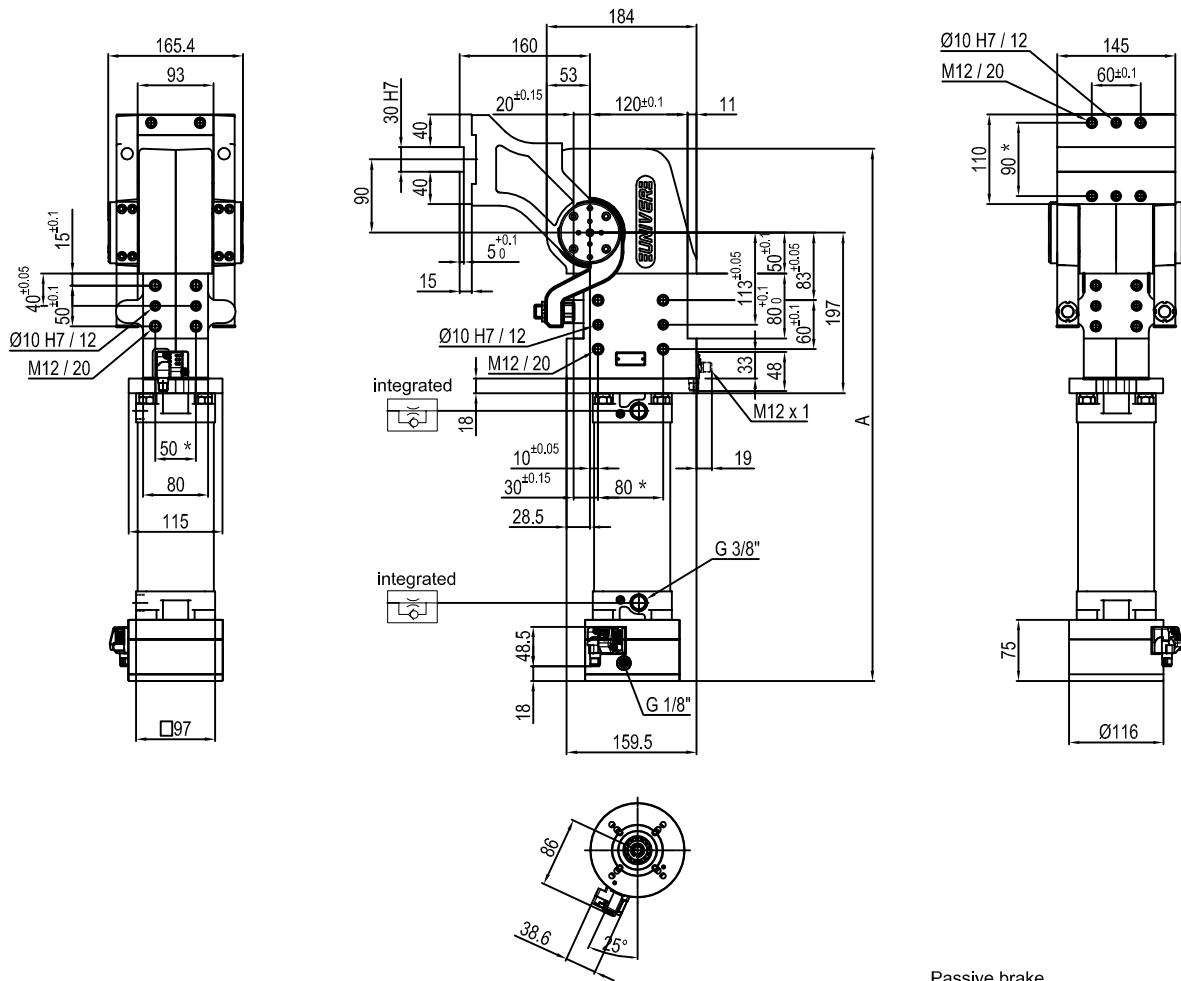 165.4
93
15±0.1
40±0.05
50±0.1
Ø10 H7 / 12
M12 / 20
50 *
80
115
□97
184
160
53
20±0.15
120±0.1
11
30 H7
40
90
40
5 +0.1 0
15
UNIVER
50±0.1
83±0.05
113±0.05
80 +0.1 0
60±0.1
197
Ø10 H7 / 12
M12 / 20
33
48
M12 x 1
integrated
18
10±0.05
19
30±0.15
80 *
28.5
A
G 3/8"
integrated
48.5
18
G 1/8"
159.5
Ø10 H7 / 12
M12 / 20
145
60±0.1
110
90 *
75
Ø116
86
38.6
25°
Passive brake